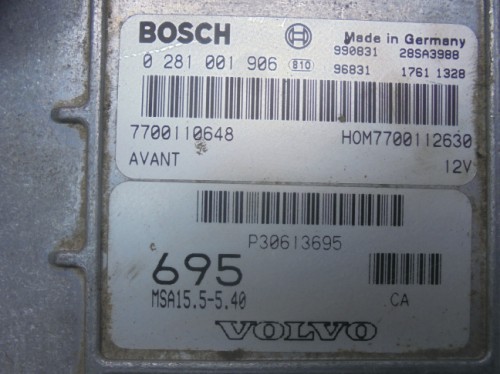 BOSCH Made in Germany
990831 28SA3988
0 281 001 906 B10 96831 1761 1328
7700110648 HOM7700112630
AVANT 12V
P30613695
695
MSA15.5-5.40 CA
VOLVO